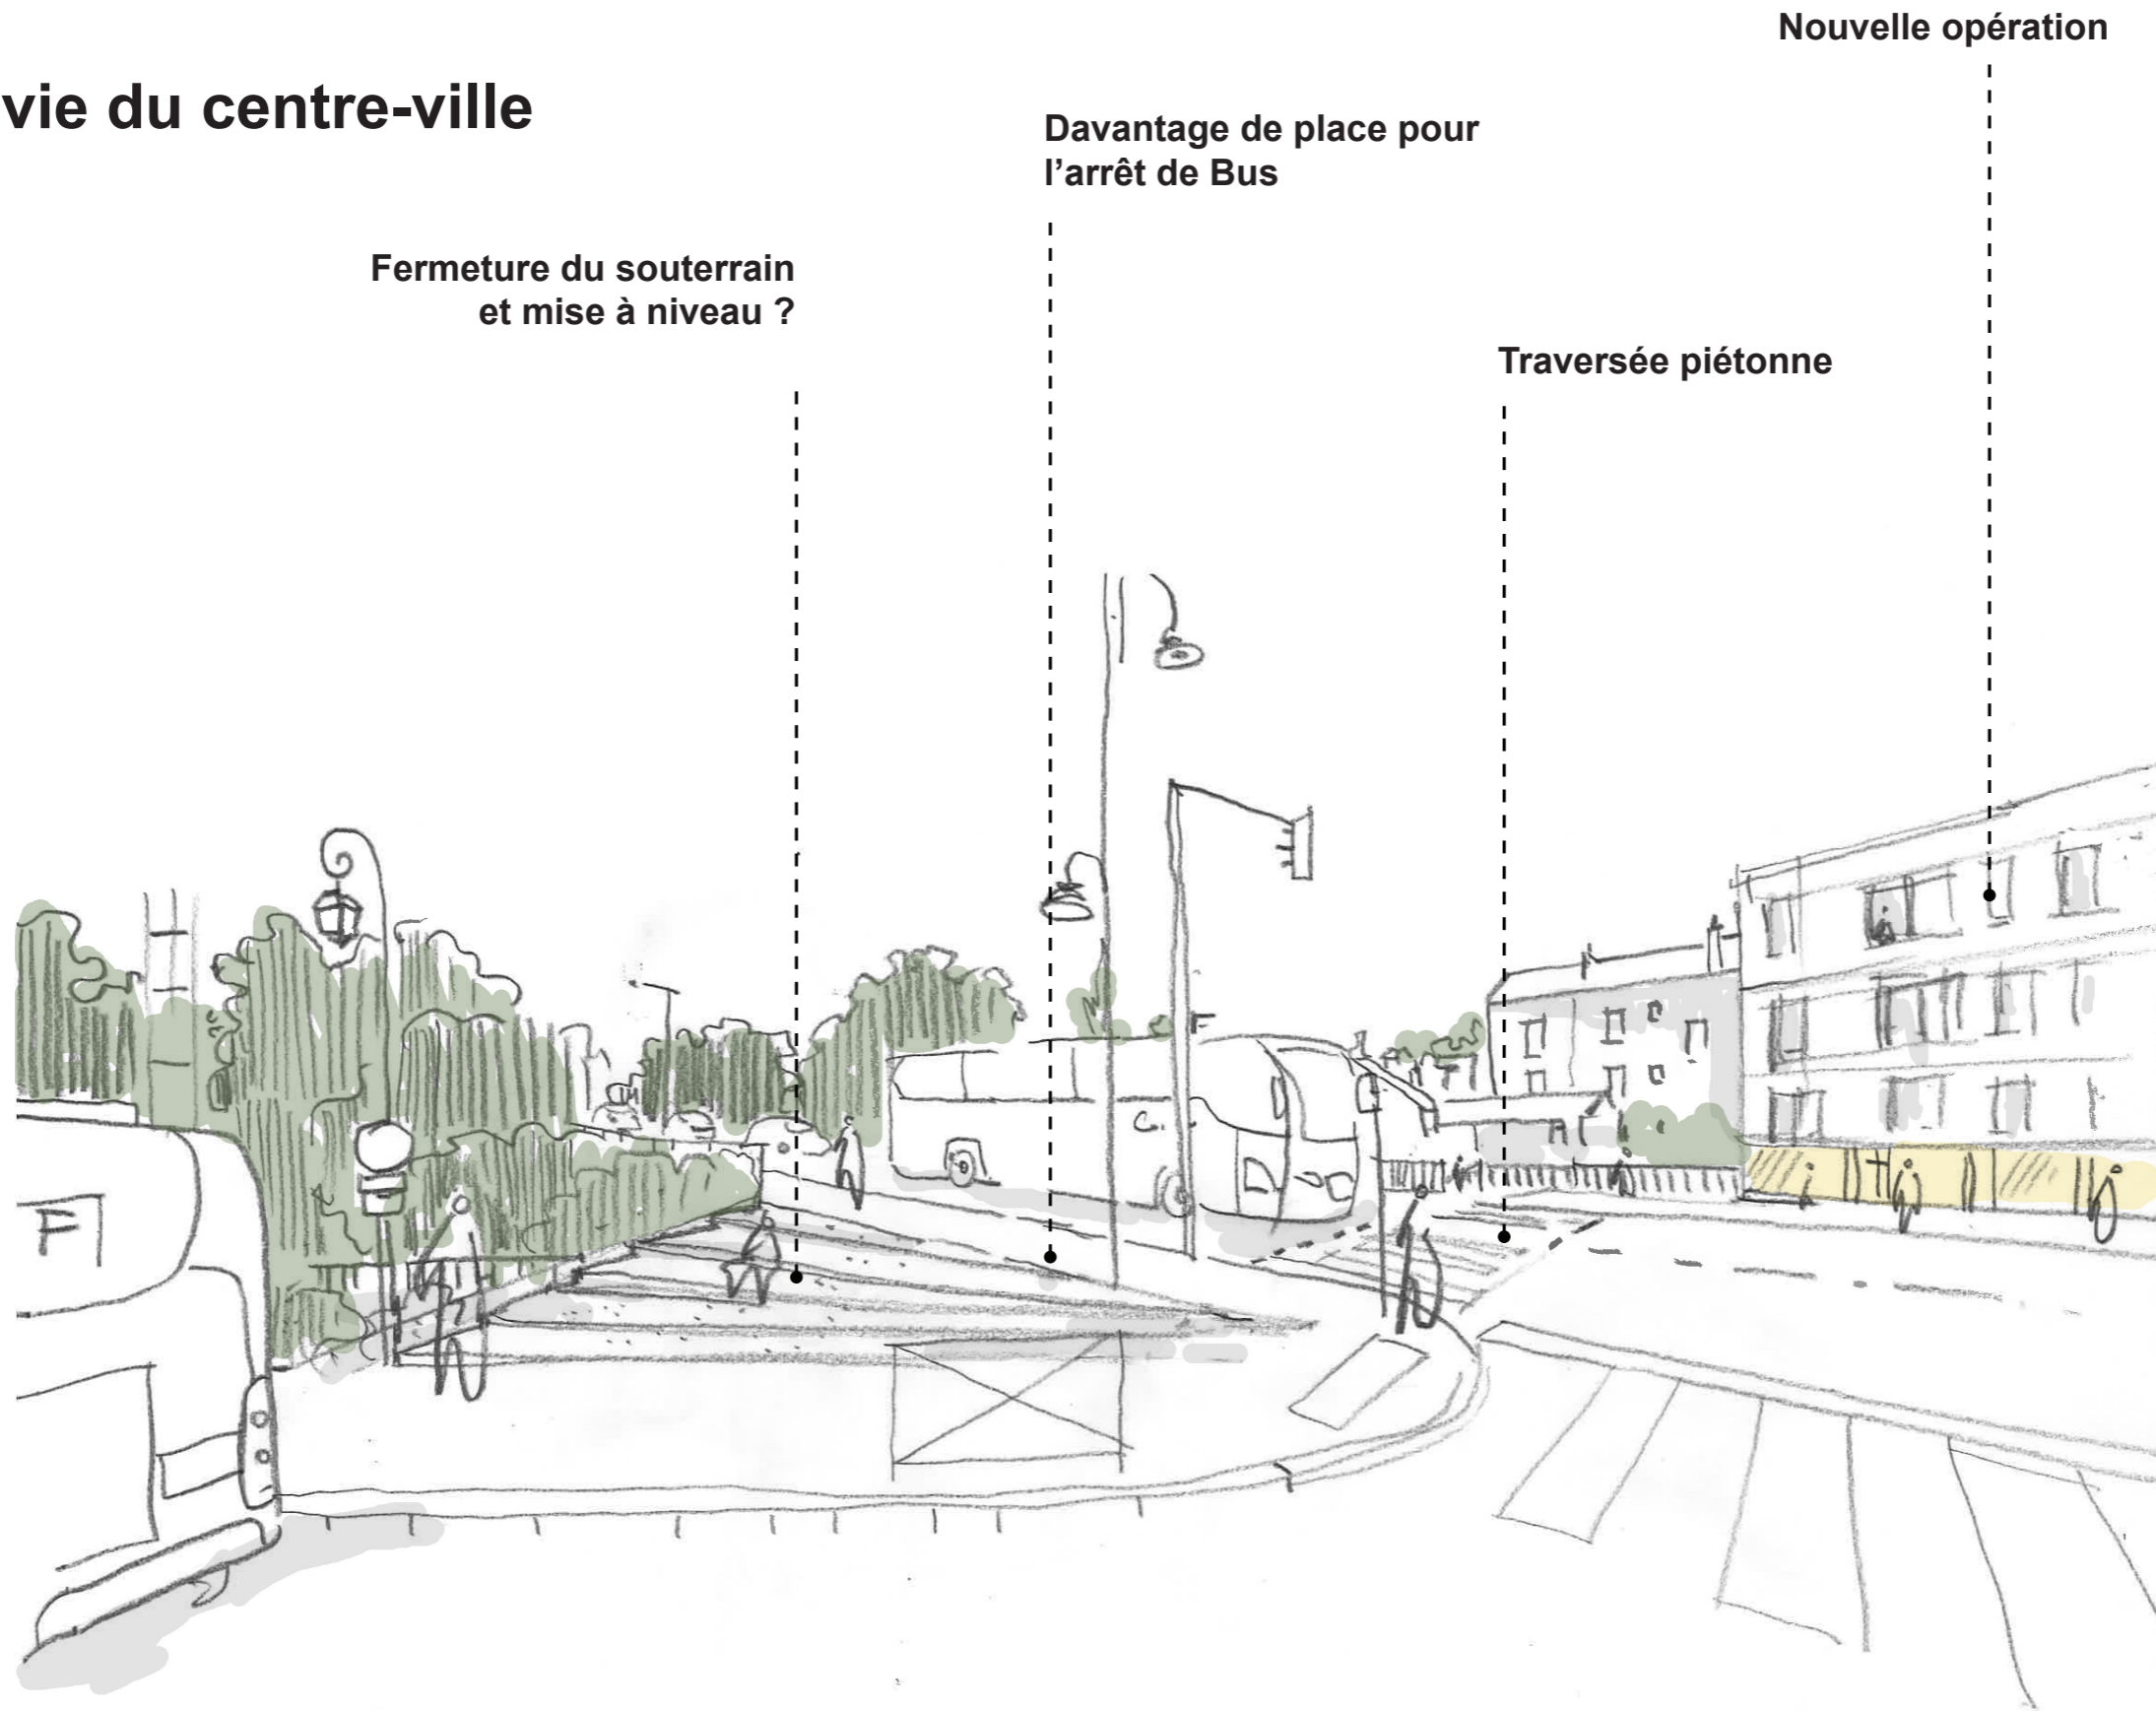 Nouvelle opération
vie du centre-ville
Davantage de place pour
l’arrêt de Bus
Fermeture du souterrain
et mise à niveau ?
Traversée piétonne
F